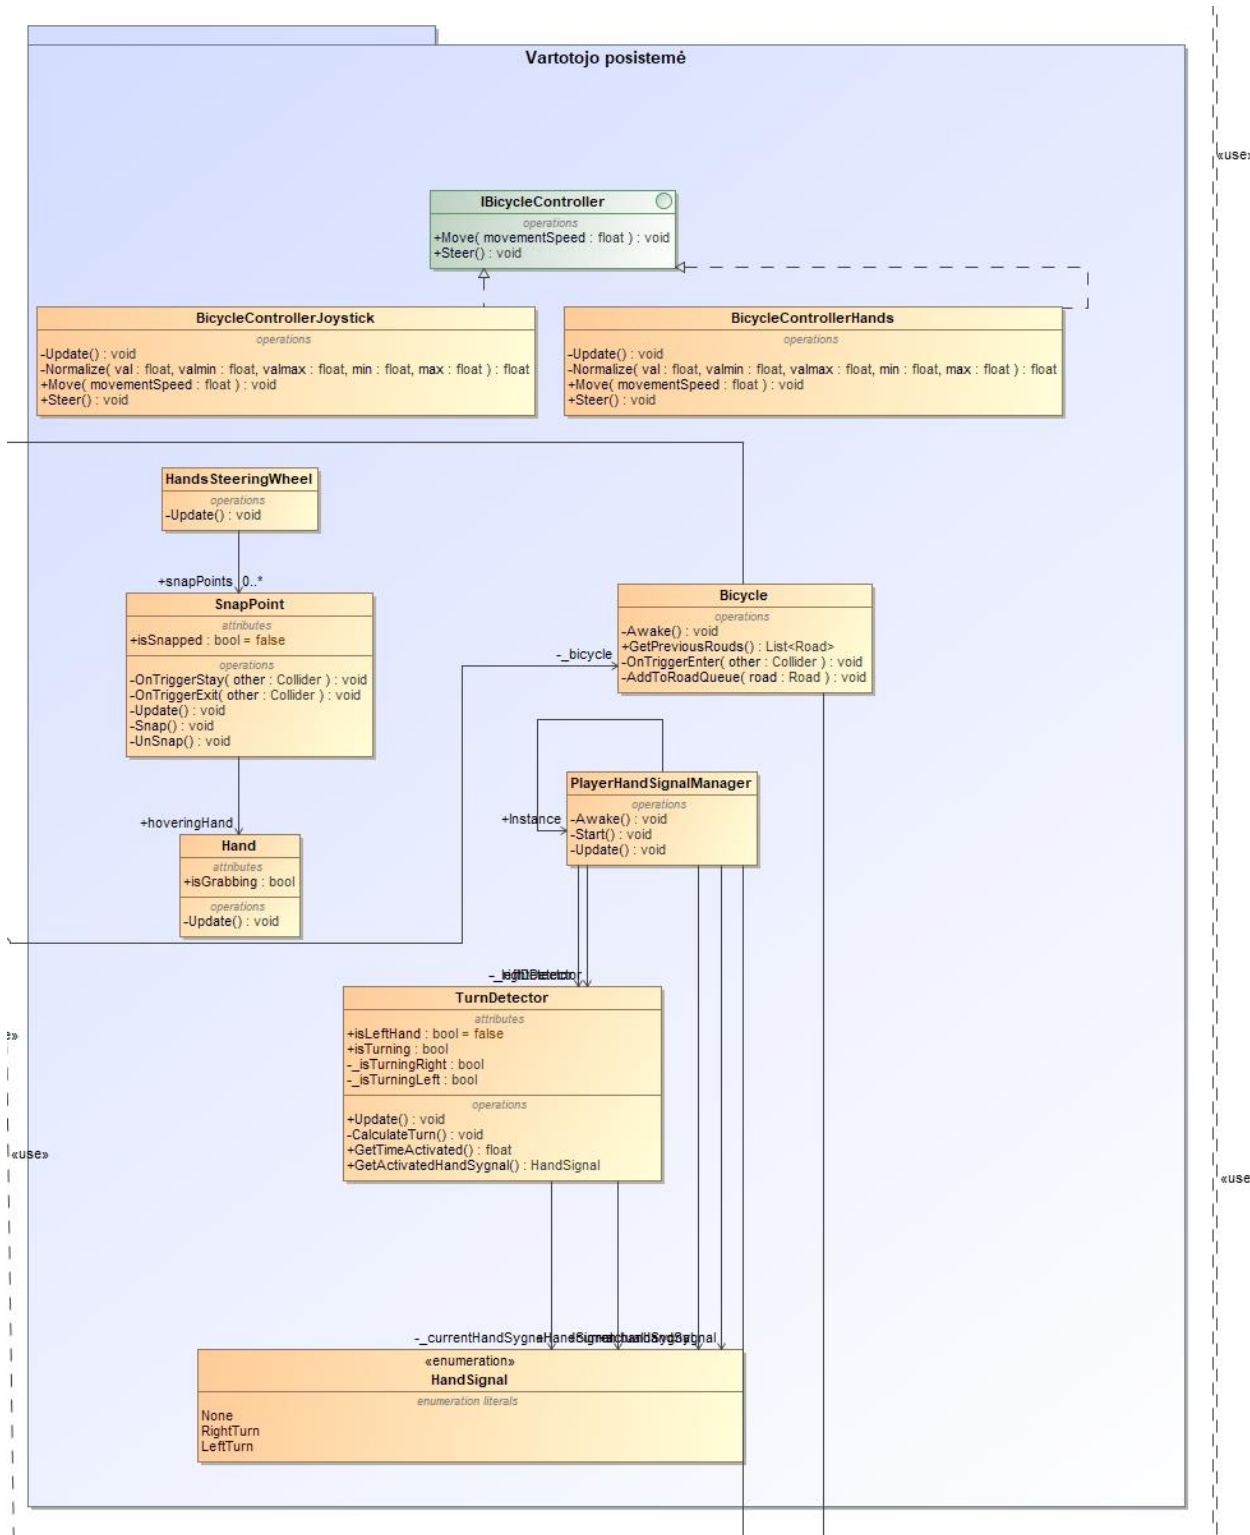 Vartotojo posistemė
«use»
IBicycleController
operations
+Move( movementSpeed : float ) : void
+Steer() : void
BicycleControllerJoystick
operations
-Update() : void
-Normalize( val : float, valmin : float, valmax : float, min : float, max : float ) : float
+Move( movementSpeed : float ) : void
+Steer() : void
BicycleControllerHands
operations
-Update() : void
-Normalize( val : float, valmin : float, valmax : float, min : float, max : float ) : float
+Move( movementSpeed : float ) : void
+Steer() : void
HandsSteeringWheel
operations
-Update() : void
+snapPoints 0..*
SnapPoint
attributes
+isSnapped : bool = false
operations
-OnTriggerStay( other : Collider ) : void
-OnTriggerExit( other : Collider ) : void
-Update() : void
-Snap() : void
-UnSnap() : void
Bicycle
operations
-Awake() : void
+GetPreviousRouds() : List<Road>
-OnTriggerEnter( other : Collider ) : void
-AddToRoadQueue( road : Road ) : void
-_bicycle
PlayerHandSignalManager
operations
-Awake() : void
-Start() : void
-Update() : void
+Instance
+hoveringHand
Hand
attributes
+isGrabbing : bool
operations
-Update() : void
TurnDetector
attributes
+isLeftHand : bool = false
+isTurning : bool
-_isTurningRight : bool
-_isTurningLeft : bool
operations
+Update() : void
-CalculateTurn() : void
+GetTimeActivated() : float
+GetActivatedHandSygnal() : HandSignal
«use»
«use
-_currentHandSygn
«enumeration»
HandSignal
enumeration literals
None
RightTurn
LeftTurn